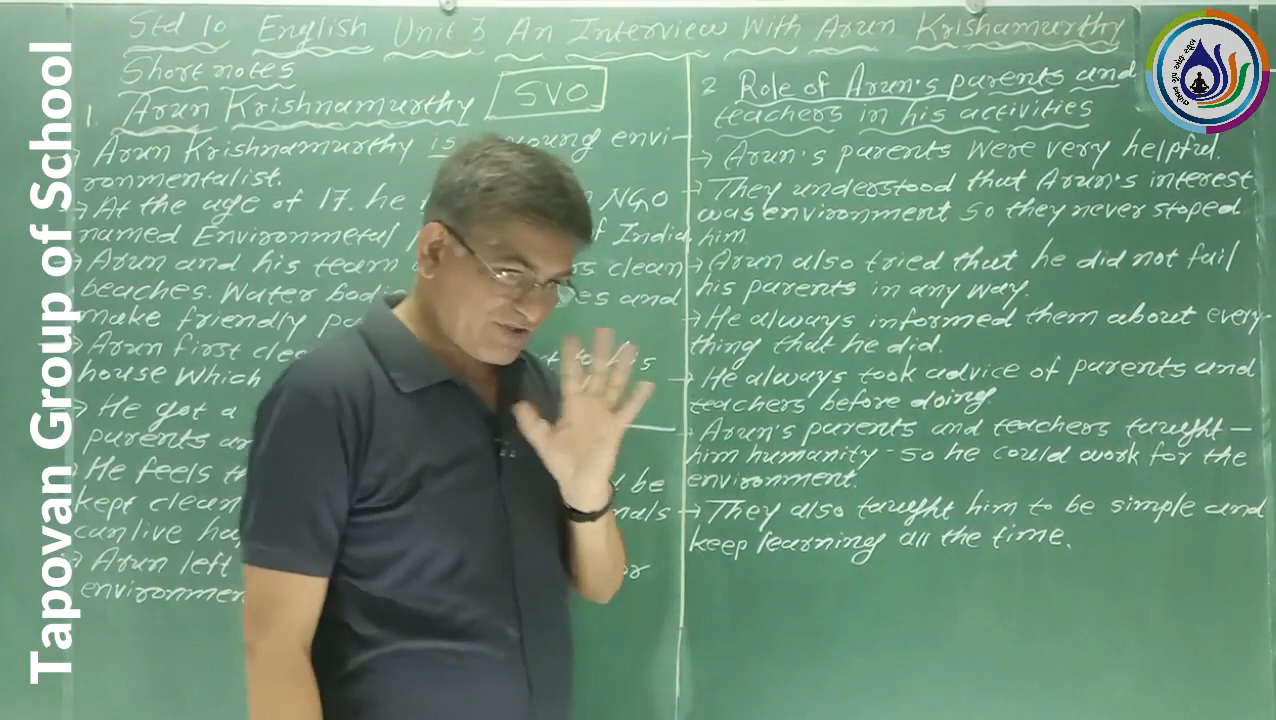 Tapovan Group of School
Std 10 English Unit 3 An Interview With Arun Krishamurthy
Short notes
SVO
1. Arun Krishnamurthy
→ Arun Krishnamurthy is young envi-
ronmentalist.
→ At the age of 17. he NGO
named Environmetal of India.
→ Arun and his team clean
beaches. Water and
make friendly
→ Arun first his
house which
→ He got a
parents
→ He feels
kept clean be
can live
→ Arun left or
2 Role of Arun's parents and
teachers in his activities
→ Arun's parents were very helpful.
→ They understood that Arun's interest
was environment so they never stoped
him.
→ Arun also tried that he did not fail
his parents in any way.
→ He always informed them about every-
thing that he did.
→ He always took advice of parents and
teachers before doing.
→ Arun's parents and teachers taught
him humanity - so he could work for the
environment.
→ They also taught him to be simple and
keep learning all the time.